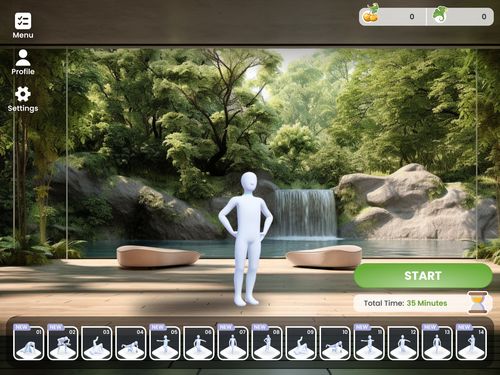 Menu
0
0
Profile
Settings
START
Total Time: 35 Minutes
NEW 01
NEW 02
03
04
NEW 05
06
NEW 07
NEW 08
09
10
NEW 11
12
NEW 13
NEW 14